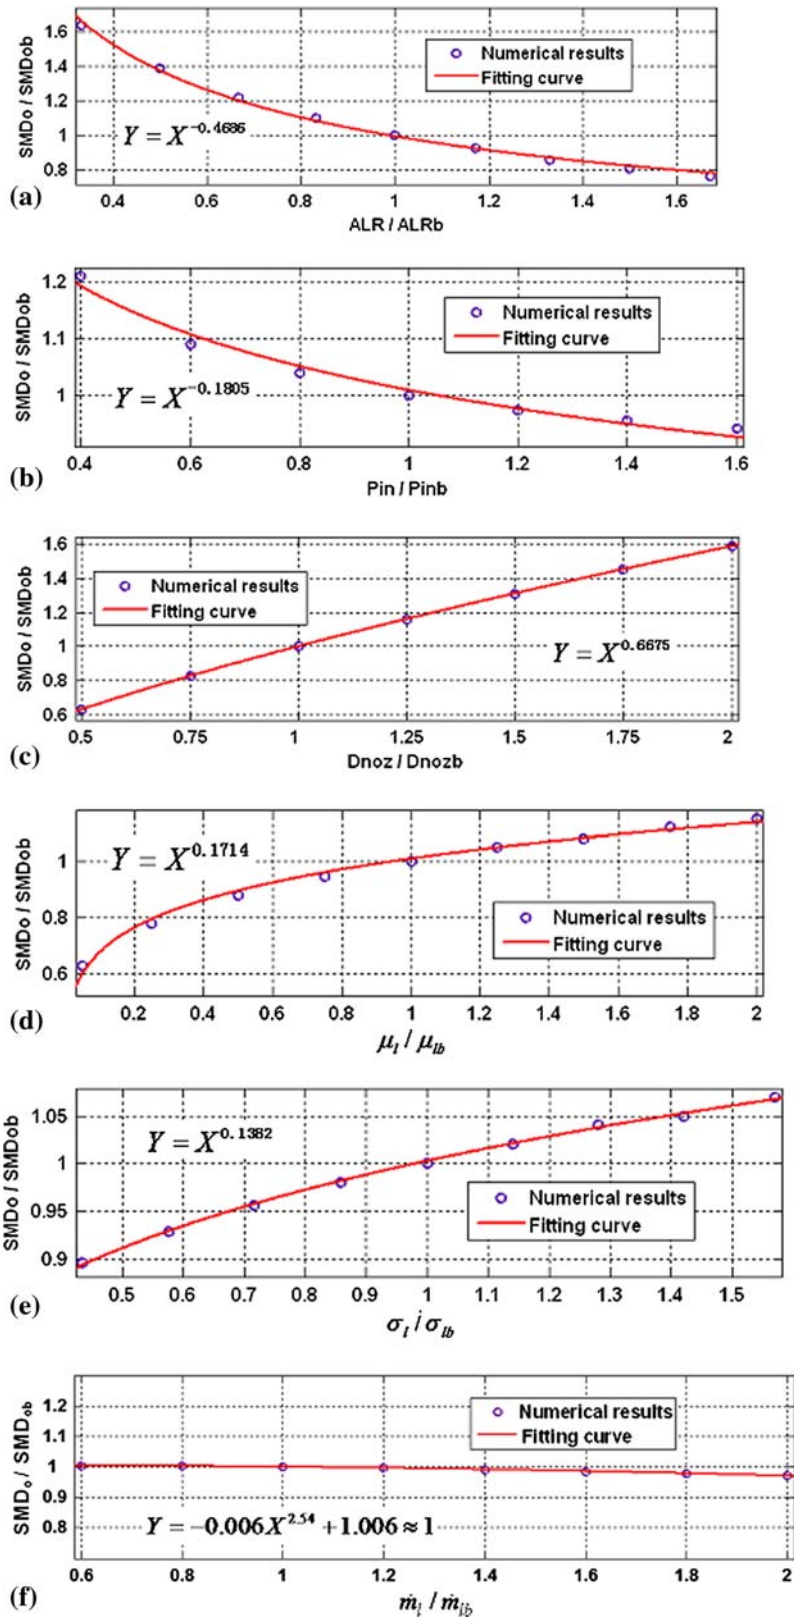 1.6
1.4
1.2
1
0.8
SMDo / SMDob
Numerical results
Fitting curve
Y = X^-0.4686
0.4 0.6 0.8 1 1.2 1.4 1.6
ALR / ALRb
(a)
1.2
1.1
1
SMDo / SMDob
Numerical results
Fitting curve
Y = X^-0.1805
0.4 0.6 0.8 1 1.2 1.4 1.6
Pin / Pinb
(b)
1.6
1.4
1.2
1
0.8
0.6
SMDo / SMDob
Numerical results
Fitting curve
Y = X^0.6675
0.5 0.75 1 1.25 1.5 1.75 2
Dnoz / Dnozb
(c)
1
0.8
0.6
SMDo / SMDob
Y = X^0.1714
Numerical results
Fitting curve
0.2 0.4 0.6 0.8 1 1.2 1.4 1.6 1.8 2
μl / μlb
(d)
1.05
1
0.95
0.9
SMDo / SMDob
Y = X^0.1382
Numerical results
Fitting curve
0.5 0.6 0.7 0.8 0.9 1 1.1 1.2 1.3 1.4 1.5
σl / σlb
(e)
1.2
1.1
1
0.9
0.8
SMDo / SMDob
Numerical results
Fitting curve
Y = −0.006X^2.54 + 1.006 ≈ 1
0.6 0.8 1 1.2 1.4 1.6 1.8 2
ṁl / ṁlb
(f)